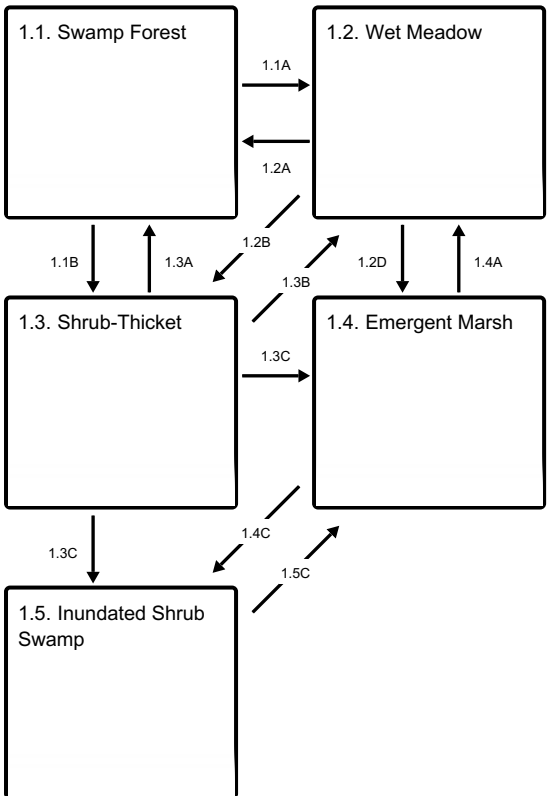 1.1. Swamp Forest
1.2. Wet Meadow
1.1A
1.2A
1.2B
1.1B
1.3A
1.3B
1.2D
1.4A
1.3. Shrub-Thicket
1.4. Emergent Marsh
1.3C
1.4C
1.3C
1.5C
1.5. Inundated Shrub
Swamp